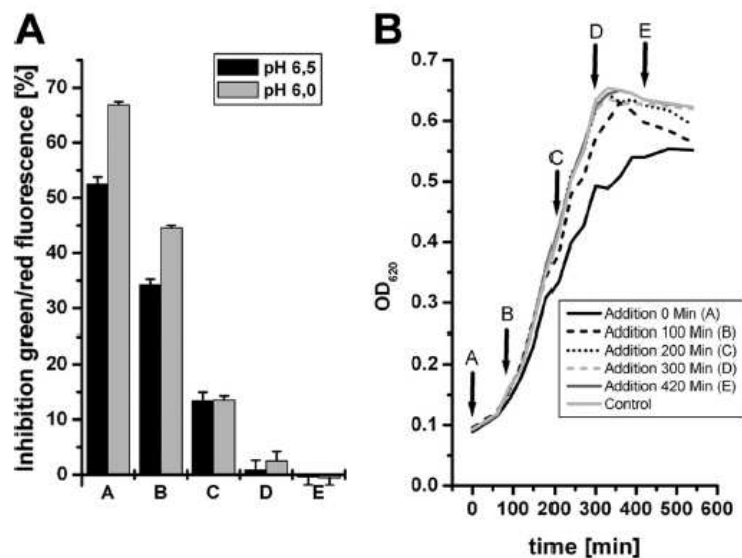 A
Inhibition green/red fluorescence [%]
70
60
50
40
30
20
10
0
pH 6,5
pH 6,0
A B C D E
B
OD620
0.7
0.6
0.5
0.4
0.3
0.2
0.1
0.0
A
B
C
D
E
Addition 0 Min (A)
Addition 100 Min (B)
Addition 200 Min (C)
Addition 300 Min (D)
Addition 420 Min (E)
Control
0 100 200 300 400 500 600
time [min]